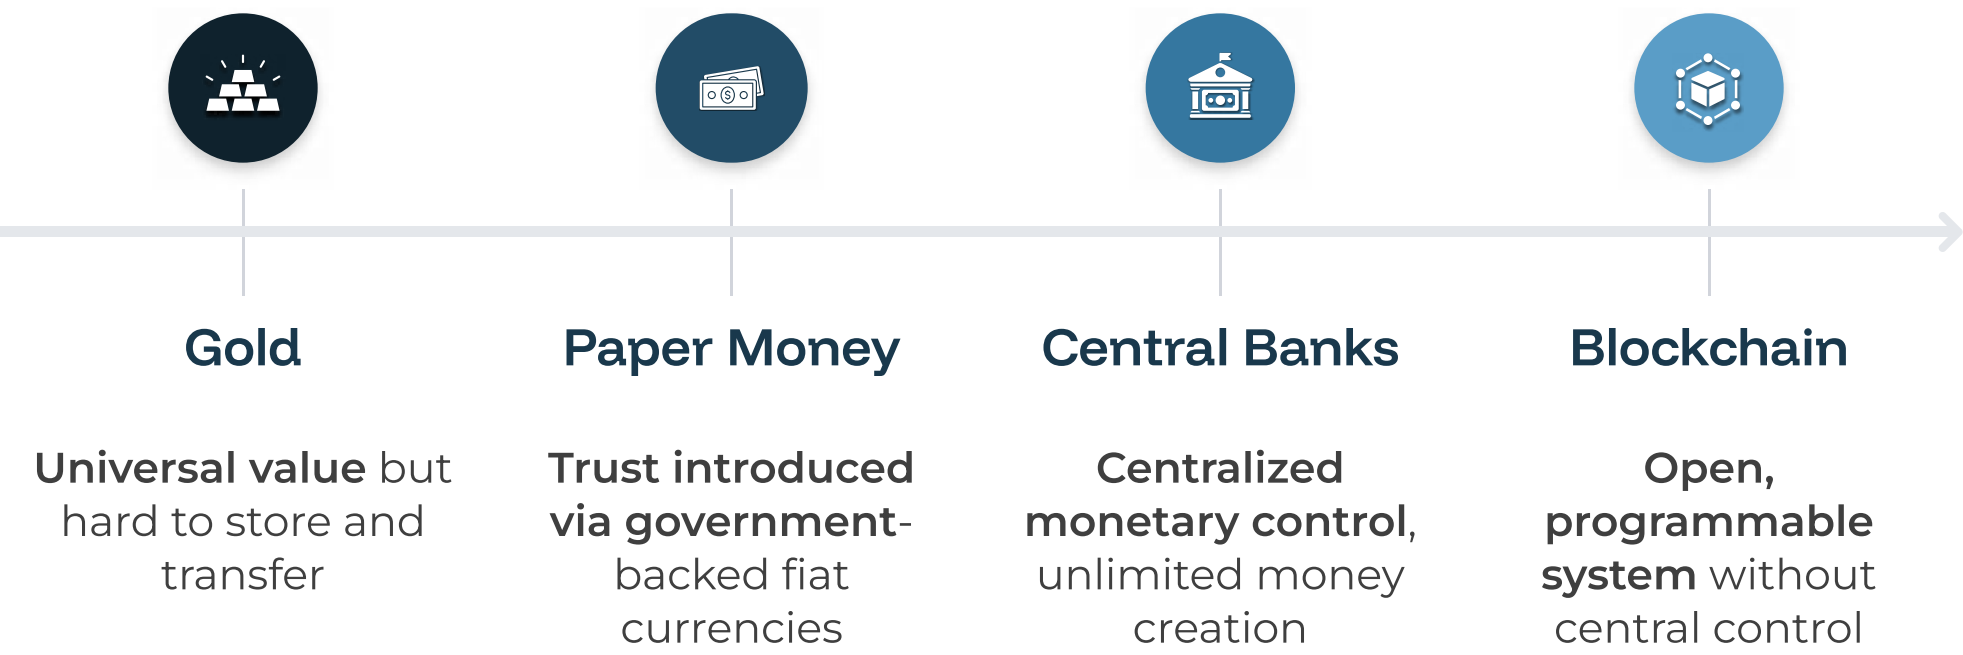 Gold
Universal value but
hard to store and
transfer
Paper Money
Trust introduced
via government-
backed fiat
currencies
Central Banks
Centralized
monetary control,
unlimited money
creation
Blockchain
Open,
programmable
system without
central control